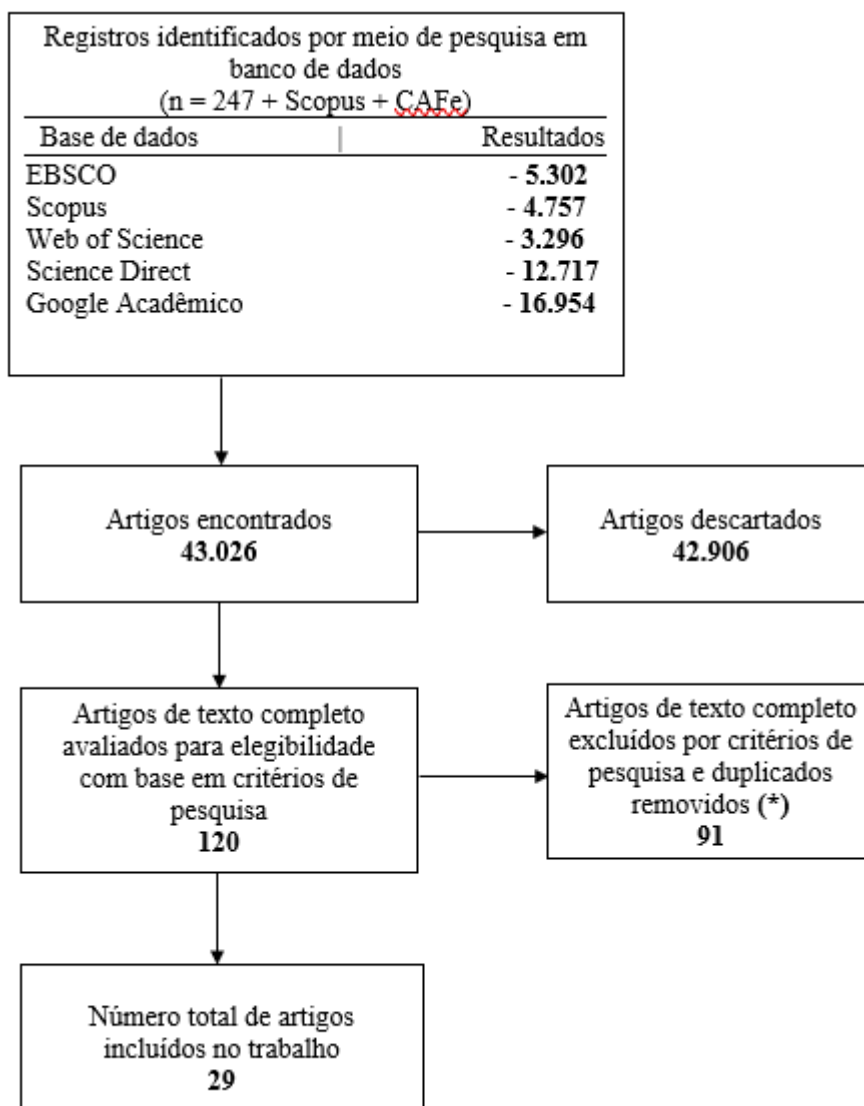 Registros identificados por meio de pesquisa em
banco de dados
(n = 247 + Scopus + CAFe)
Base de dados | Resultados
EBSCO - 5.302
Scopus - 4.757
Web of Science - 3.296
Science Direct - 12.717
Google Acadêmico - 16.954
Artigos encontrados
43.026
Artigos descartados
42.906
Artigos de texto completo
avaliados para elegibilidade
com base em critérios de
pesquisa
120
Artigos de texto completo
excluídos por critérios de
pesquisa e duplicados
removidos (*)
91
Número total de artigos
incluídos no trabalho
29